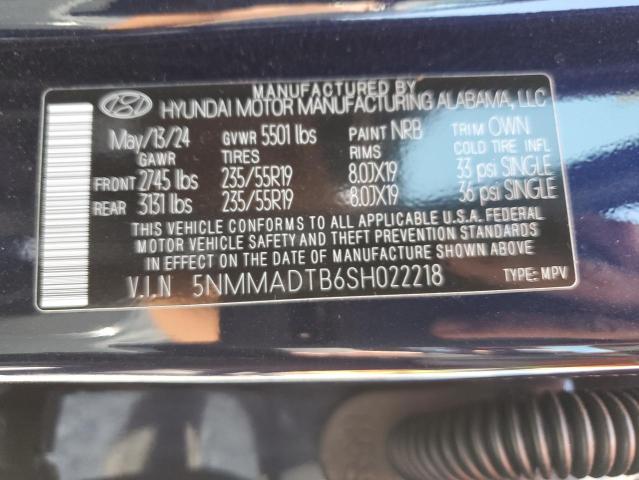 MANUFACTURED BY
HYUNDAI MOTOR MANUFACTURING ALABAMA, LLC
May/13/24 GVWR 5501 lbs PAINT NRB TRIM OWN
GAWR TIRES RIMS COLD TIRE INFL
FRONT 2745 lbs 235/55R19 8.0JX19 33 psi SINGLE
REAR 3131 lbs 235/55R19 8.0JX19 36 psi SINGLE
THIS VEHICLE CONFORMS TO ALL APPLICABLE U.S.A. FEDERAL
MOTOR VEHICLE SAFETY AND THEFT PREVENTION STANDARDS
IN EFFECT ON THE DATE OF MANUFACTURE SHOWN ABOVE.
V.I.N 5NMMADTB6SH022218 TYPE: MPV